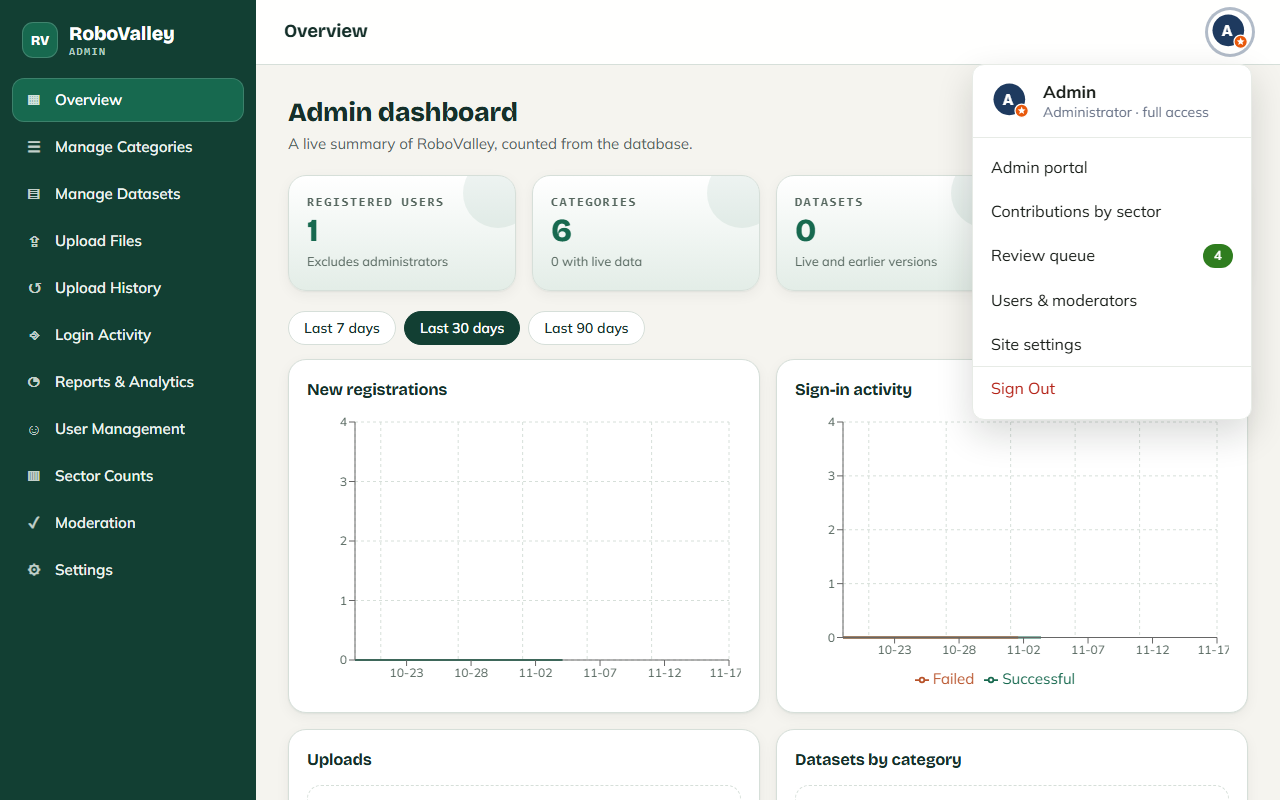 RV
RoboValley
ADMIN
Overview
Manage Categories
Manage Datasets
Upload Files
Upload History
Login Activity
Reports & Analytics
User Management
Sector Counts
Moderation
Settings
Overview
A
A
Admin
Administrator · full access
Admin portal
Contributions by sector
Review queue 4
Users & moderators
Site settings
Sign Out
Admin dashboard
A live summary of RoboValley, counted from the database.
REGISTERED USERS
1
Excludes administrators
CATEGORIES
6
0 with live data
DATASETS
0
Live and earlier versions
Last 7 days
Last 30 days
Last 90 days
New registrations
4
3
2
1
0
10-23 10-28 11-02 11-07 11-12 11-17
Sign-in activity
4
3
2
1
0
10-23 10-28 11-02 11-07 11-12 11-17
Failed Successful
Uploads
Datasets by category